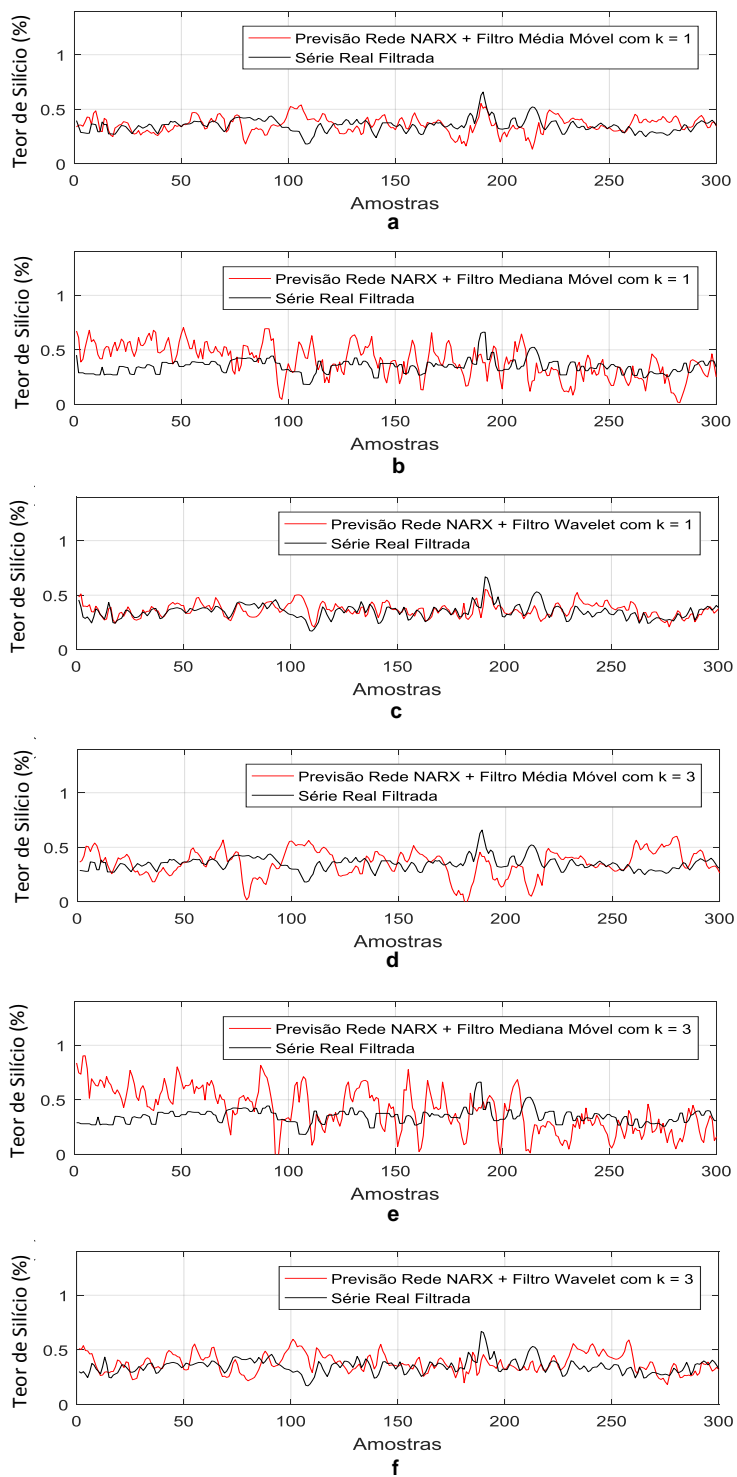 Previsão Rede NARX + Filtro Média Móvel com k = 1
Série Real Filtrada
Teor de Silício (%)
1
0.5
0
0 50 100 150 200 250 300
Amostras
a
Previsão Rede NARX + Filtro Mediana Móvel com k = 1
Série Real Filtrada
Teor de Silício (%)
1
0.5
0
0 50 100 150 200 250 300
Amostras
b
Previsão Rede NARX + Filtro Wavelet com k = 1
Série Real Filtrada
Teor de Silício (%)
1
0.5
0
0 50 100 150 200 250 300
Amostras
c
Previsão Rede NARX + Filtro Média Móvel com k = 3
Série Real Filtrada
Teor de Silício (%)
1
0.5
0
0 50 100 150 200 250 300
Amostras
d
Previsão Rede NARX + Filtro Mediana Móvel com k = 3
Série Real Filtrada
Teor de Silício (%)
1
0.5
0
0 50 100 150 200 250 300
Amostras
e
Previsão Rede NARX + Filtro Wavelet com k = 3
Série Real Filtrada
Teor de Silício (%)
1
0.5
0
0 50 100 150 200 250 300
Amostras
f